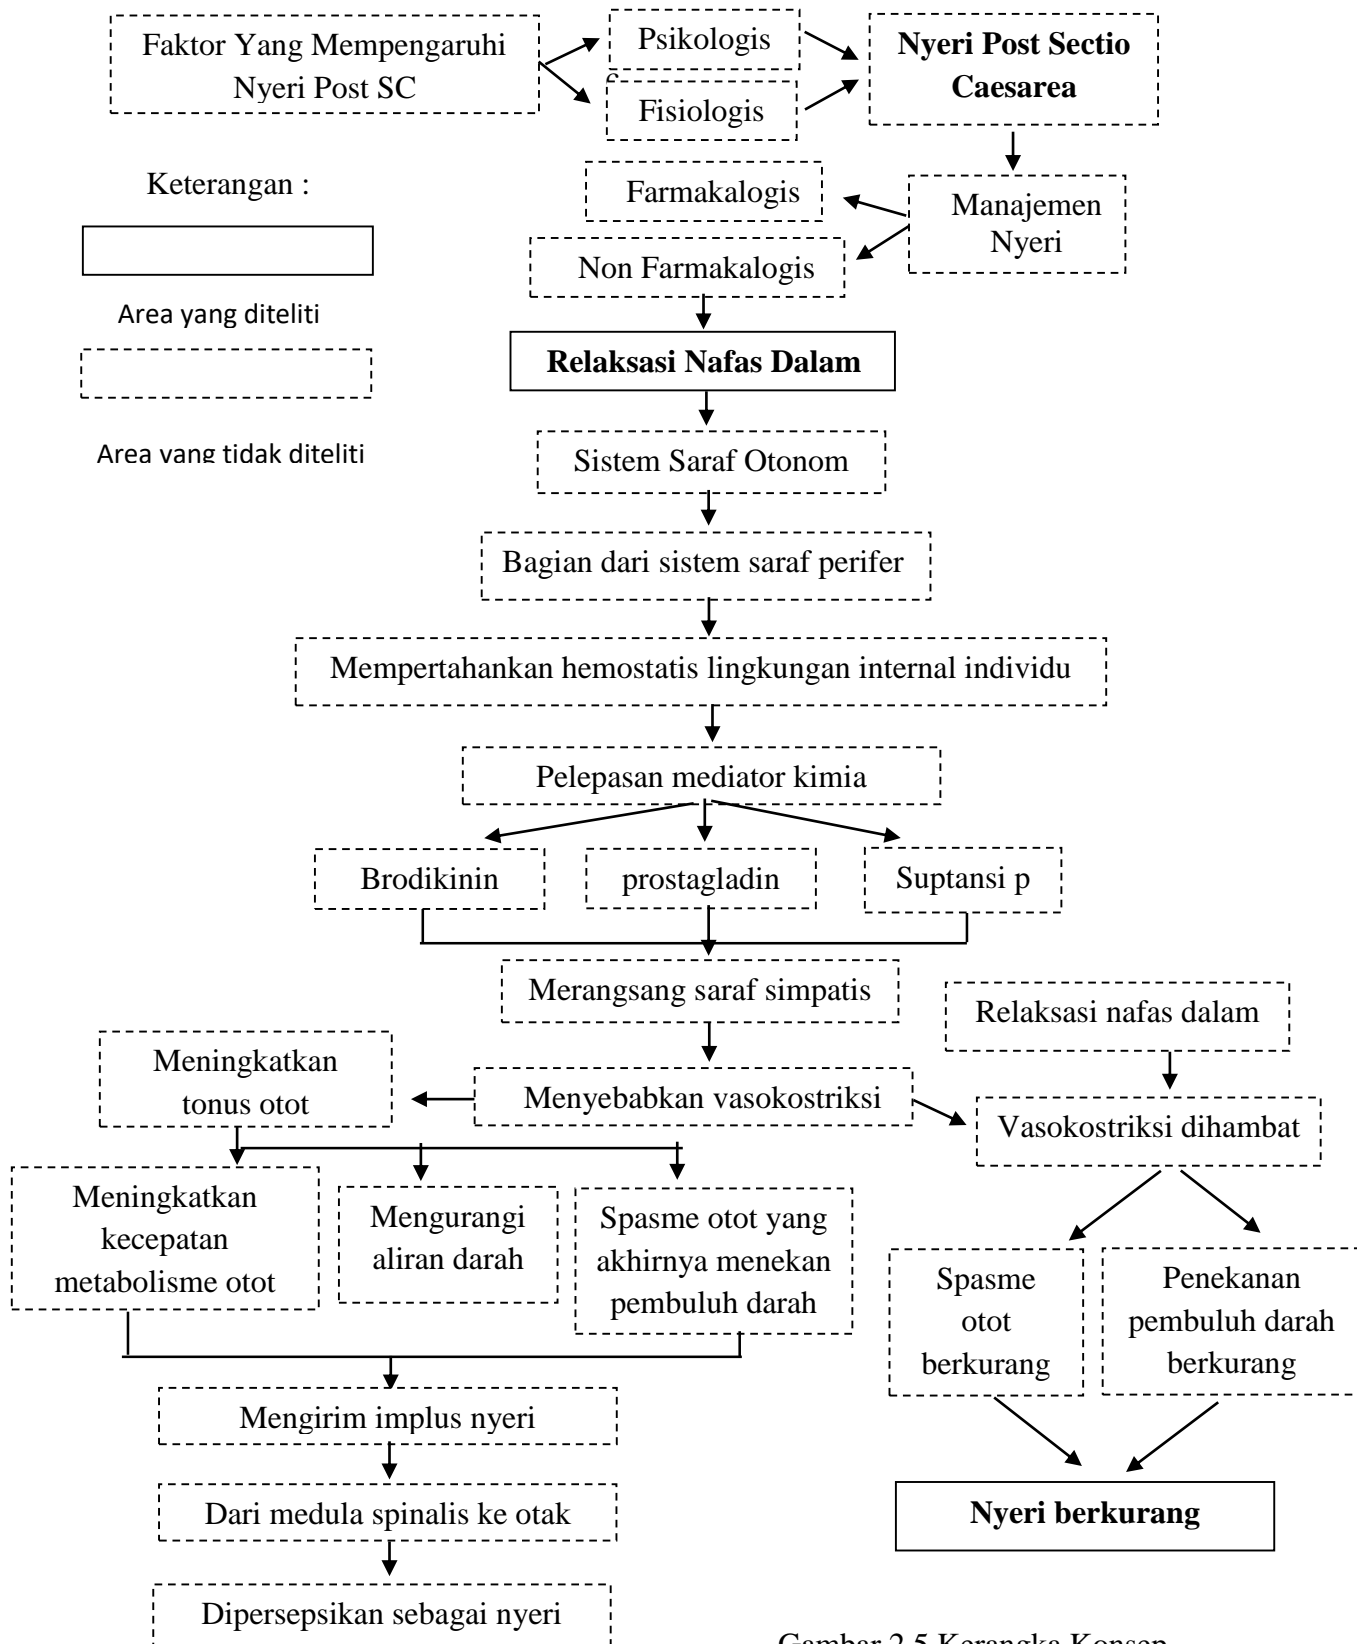 Faktor Yang Mempengaruhi
Nyeri Post SC
Psikologis
Fisiologis
Nyeri Post Sectio
Caesarea
Keterangan :
Area yang diteliti
Area yang tidak diteliti
Farmakalogis
Non Farmakalogis
Manajemen
Nyeri
Relaksasi Nafas Dalam
Sistem Saraf Otonom
Bagian dari sistem saraf perifer
Mempertahankan hemostatis lingkungan internal individu
Pelepasan mediator kimia
Brodikinin
prostagladin
Suptansi p
Merangsang saraf simpatis
Relaksasi nafas dalam
Meningkatkan
tonus otot
Menyebabkan vasokostriksi
Vasokostriksi dihambat
Meningkatkan
kecepatan
metabolisme otot
Mengurangi
aliran darah
Spasme otot yang
akhirnya menekan
pembuluh darah
Spasme
otot
berkurang
Penekanan
pembuluh darah
berkurang
Mengirim implus nyeri
Dari medula spinalis ke otak
Nyeri berkurang
Dipersepsikan sebagai nyeri
Gambar 2.5 Kerangka Konsep